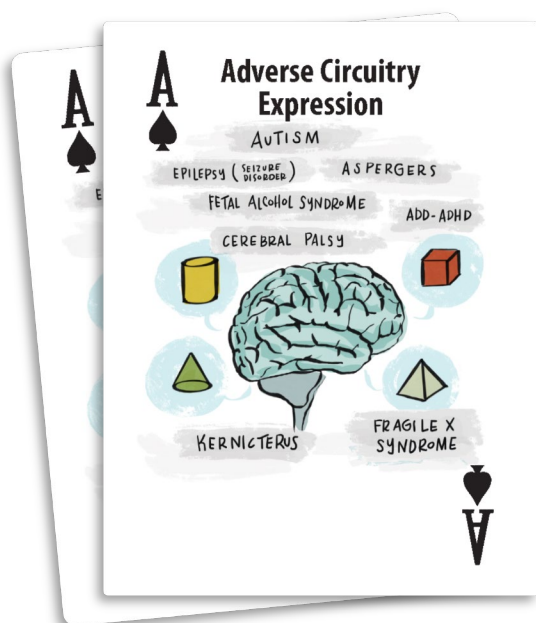 A
A
Adverse Circuitry
Expression
AUTISM
EPILEPSY (SEIZURE DISORDER)
ASPERGERS
E
FETAL ALCOHOL SYNDROME
ADD-ADHD
CEREBRAL PALSY
KERNICTERUS
FRAGILE X
SYNDROME
A